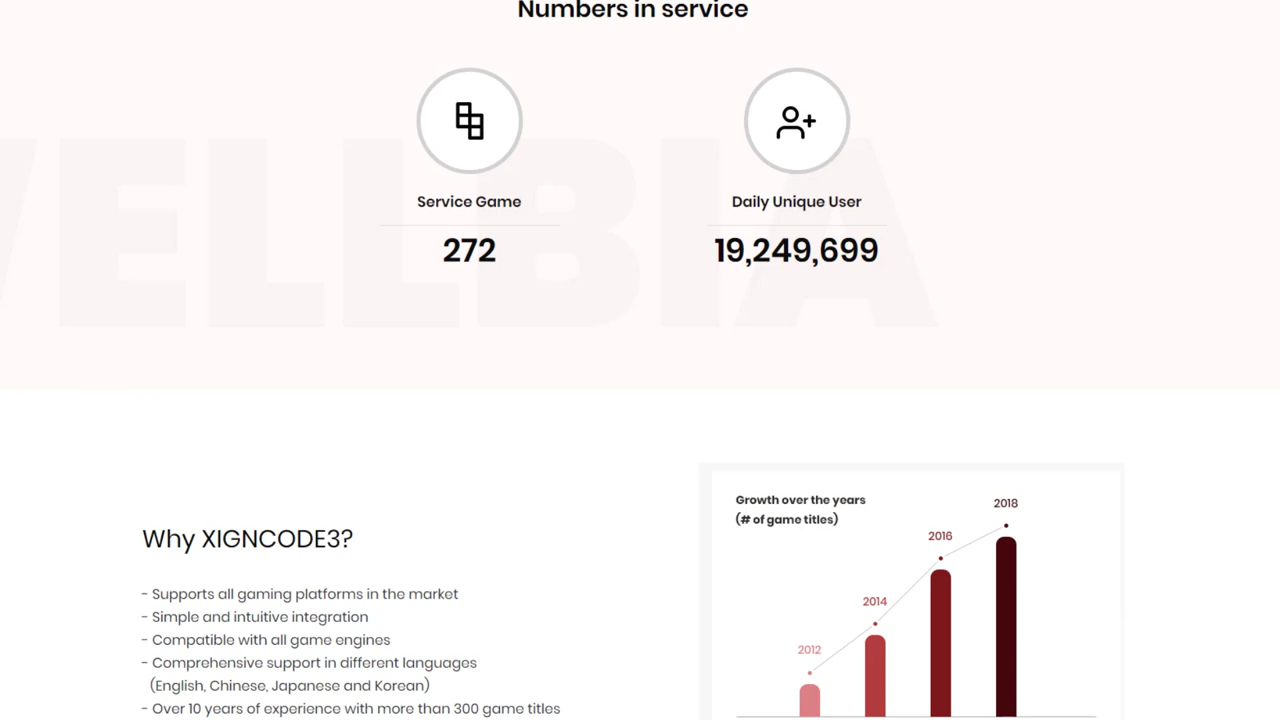 Numbers in service
Service Game
Daily Unique User
272
19,249,699
WELLBIA
Why XIGNCODE3?
- Supports all gaming platforms in the market
- Simple and intuitive integration
- Compatible with all game engines
- Comprehensive support in different languages
(English, Chinese, Japanese and Korean)
- Over 10 years of experience with more than 300 game titles
Growth over the years
(# of game titles)
2012
2014
2016
2018